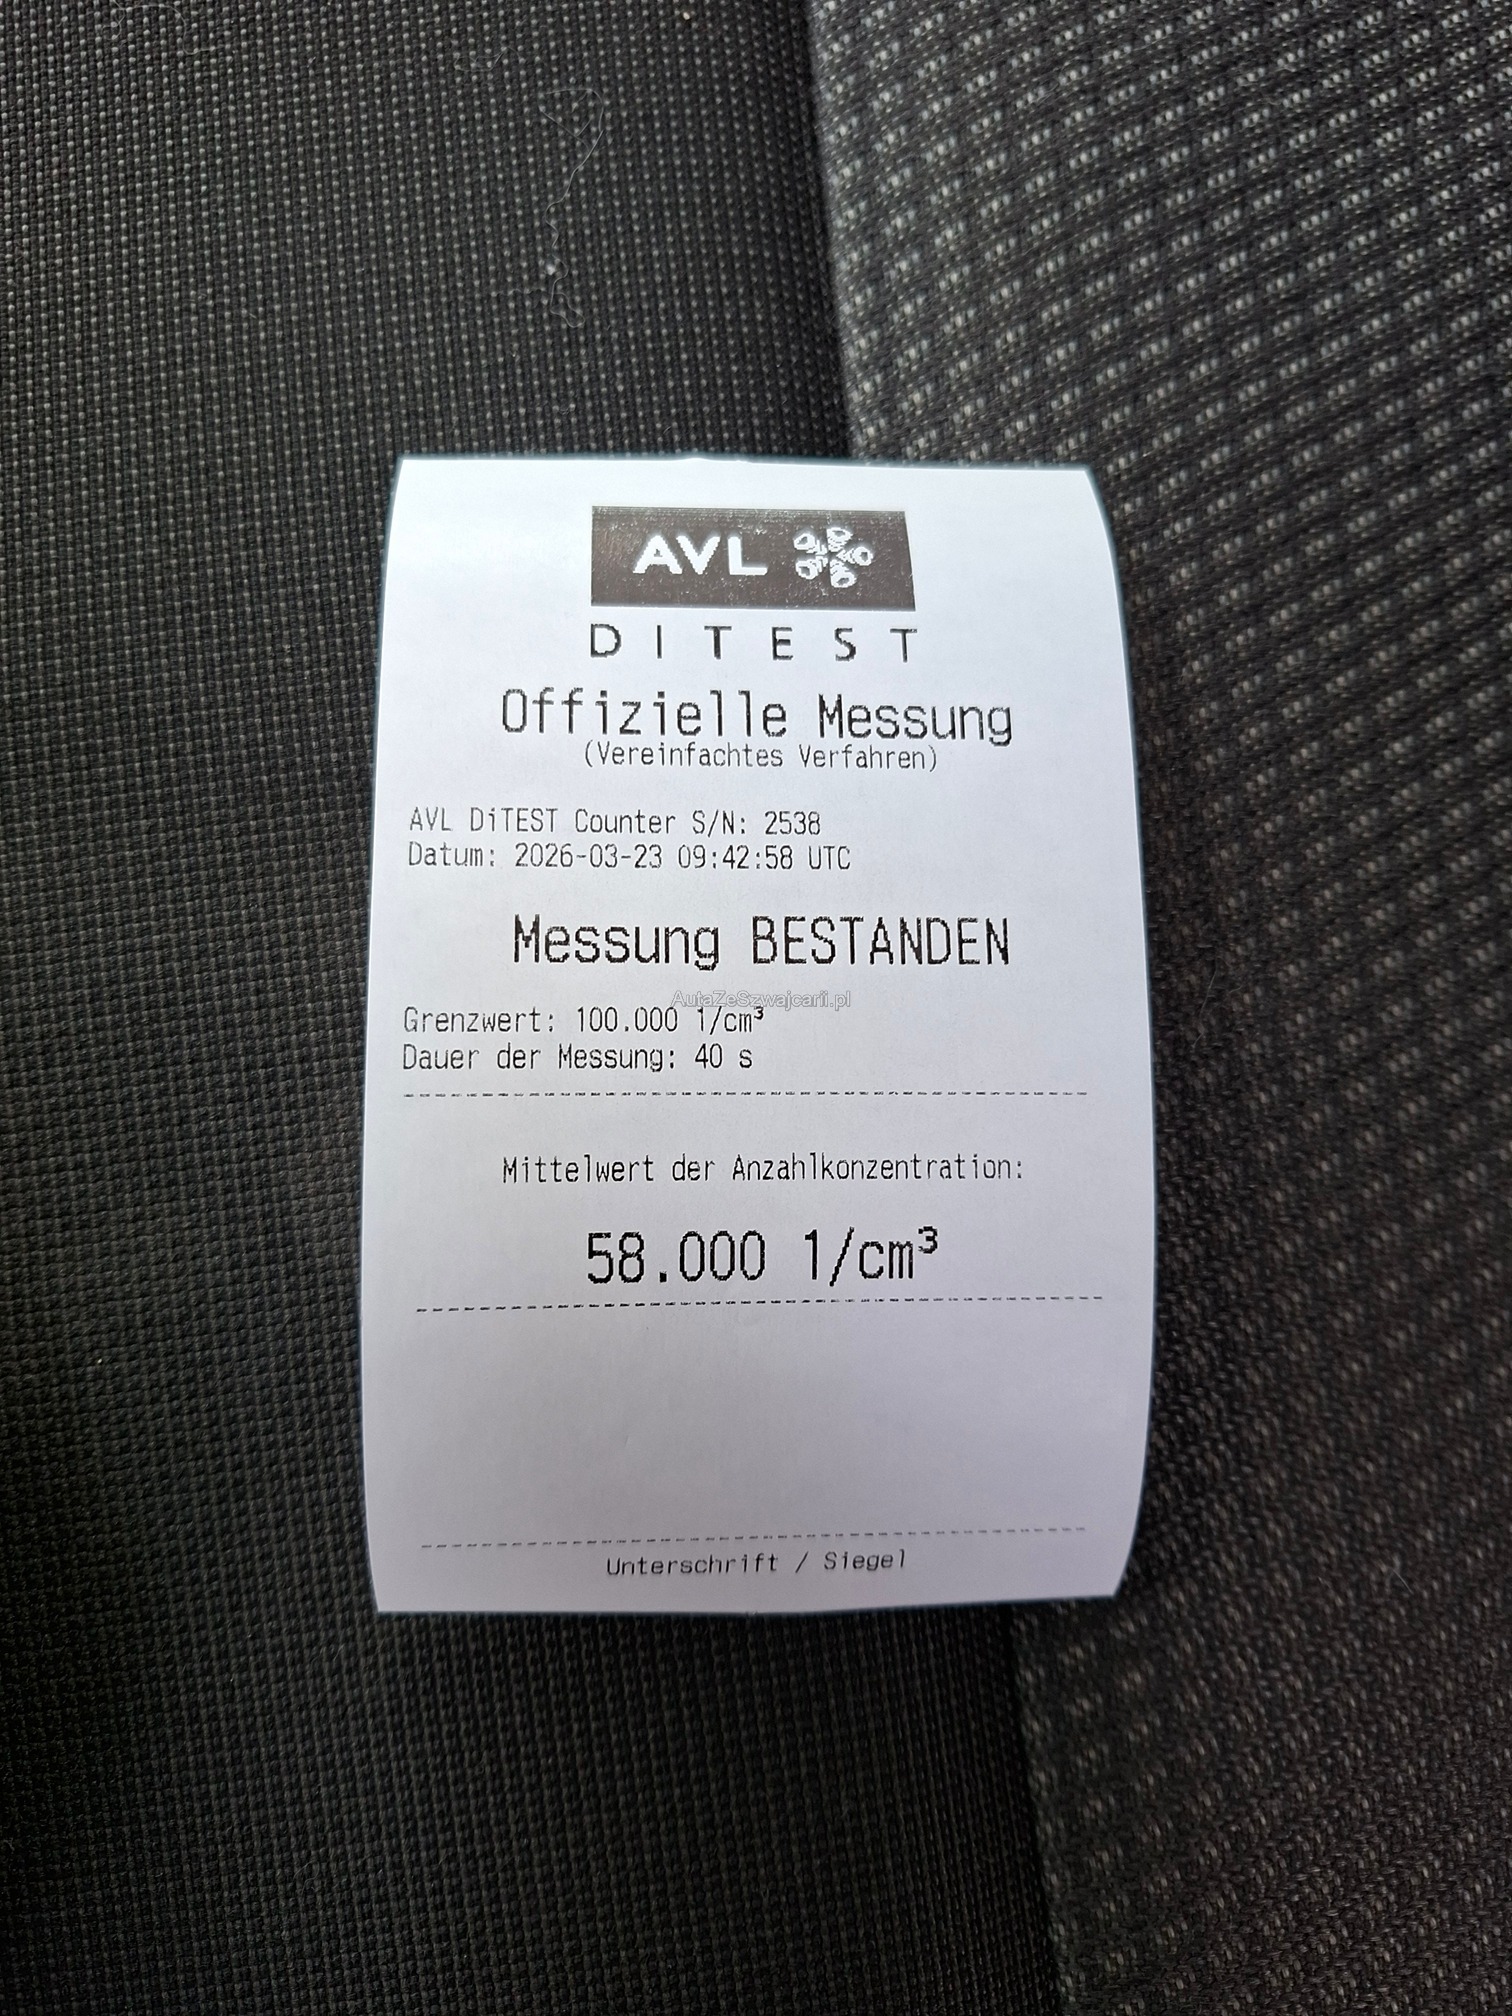 AVL
DITEST
Offizielle Messung
(Vereinfachtes Verfahren)
AVL DiTEST Counter S/N: 2538
Datum: 2026-03-23 09:42:58 UTC
Messung BESTANDEN
AutaZeSzwajcarii.pl
Grenzwert: 100.000 1/cm³
Dauer der Messung: 40 s
Mittelwert der Anzahlkonzentration:
58.000 1/cm³
Unterschrift / Siegel